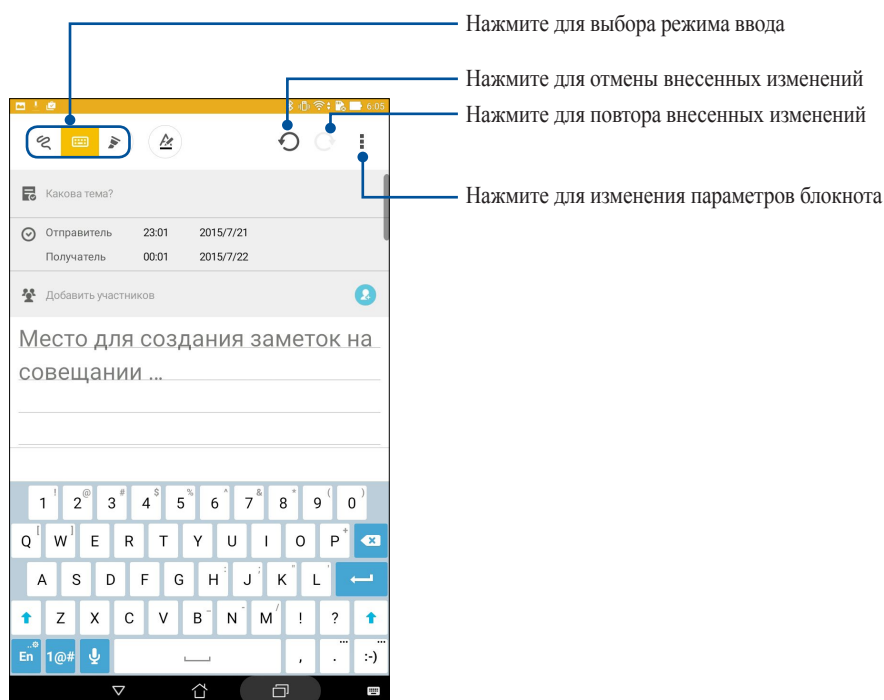 Нажмите для выбора режима ввода
Нажмите для отмены внесенных изменений
Нажмите для повтора внесенных изменений
Нажмите для изменения параметров блокнота
6:05
Какова тема?
Отправитель 23:01 2015/7/21
Получатель 00:01 2015/7/22
Добавить участников
Место для создания заметок на
совещании ...
1 ! 2 @ 3 # 4 $ 5 % 6 ^ 7 & 8 * 9 ( 0 )
Q [ W ] E R T Y U I O P +
A S D F G H : J ; K " L '
Z X C V B _ N - M / ! ?
En 1@# , . ... :-) ...